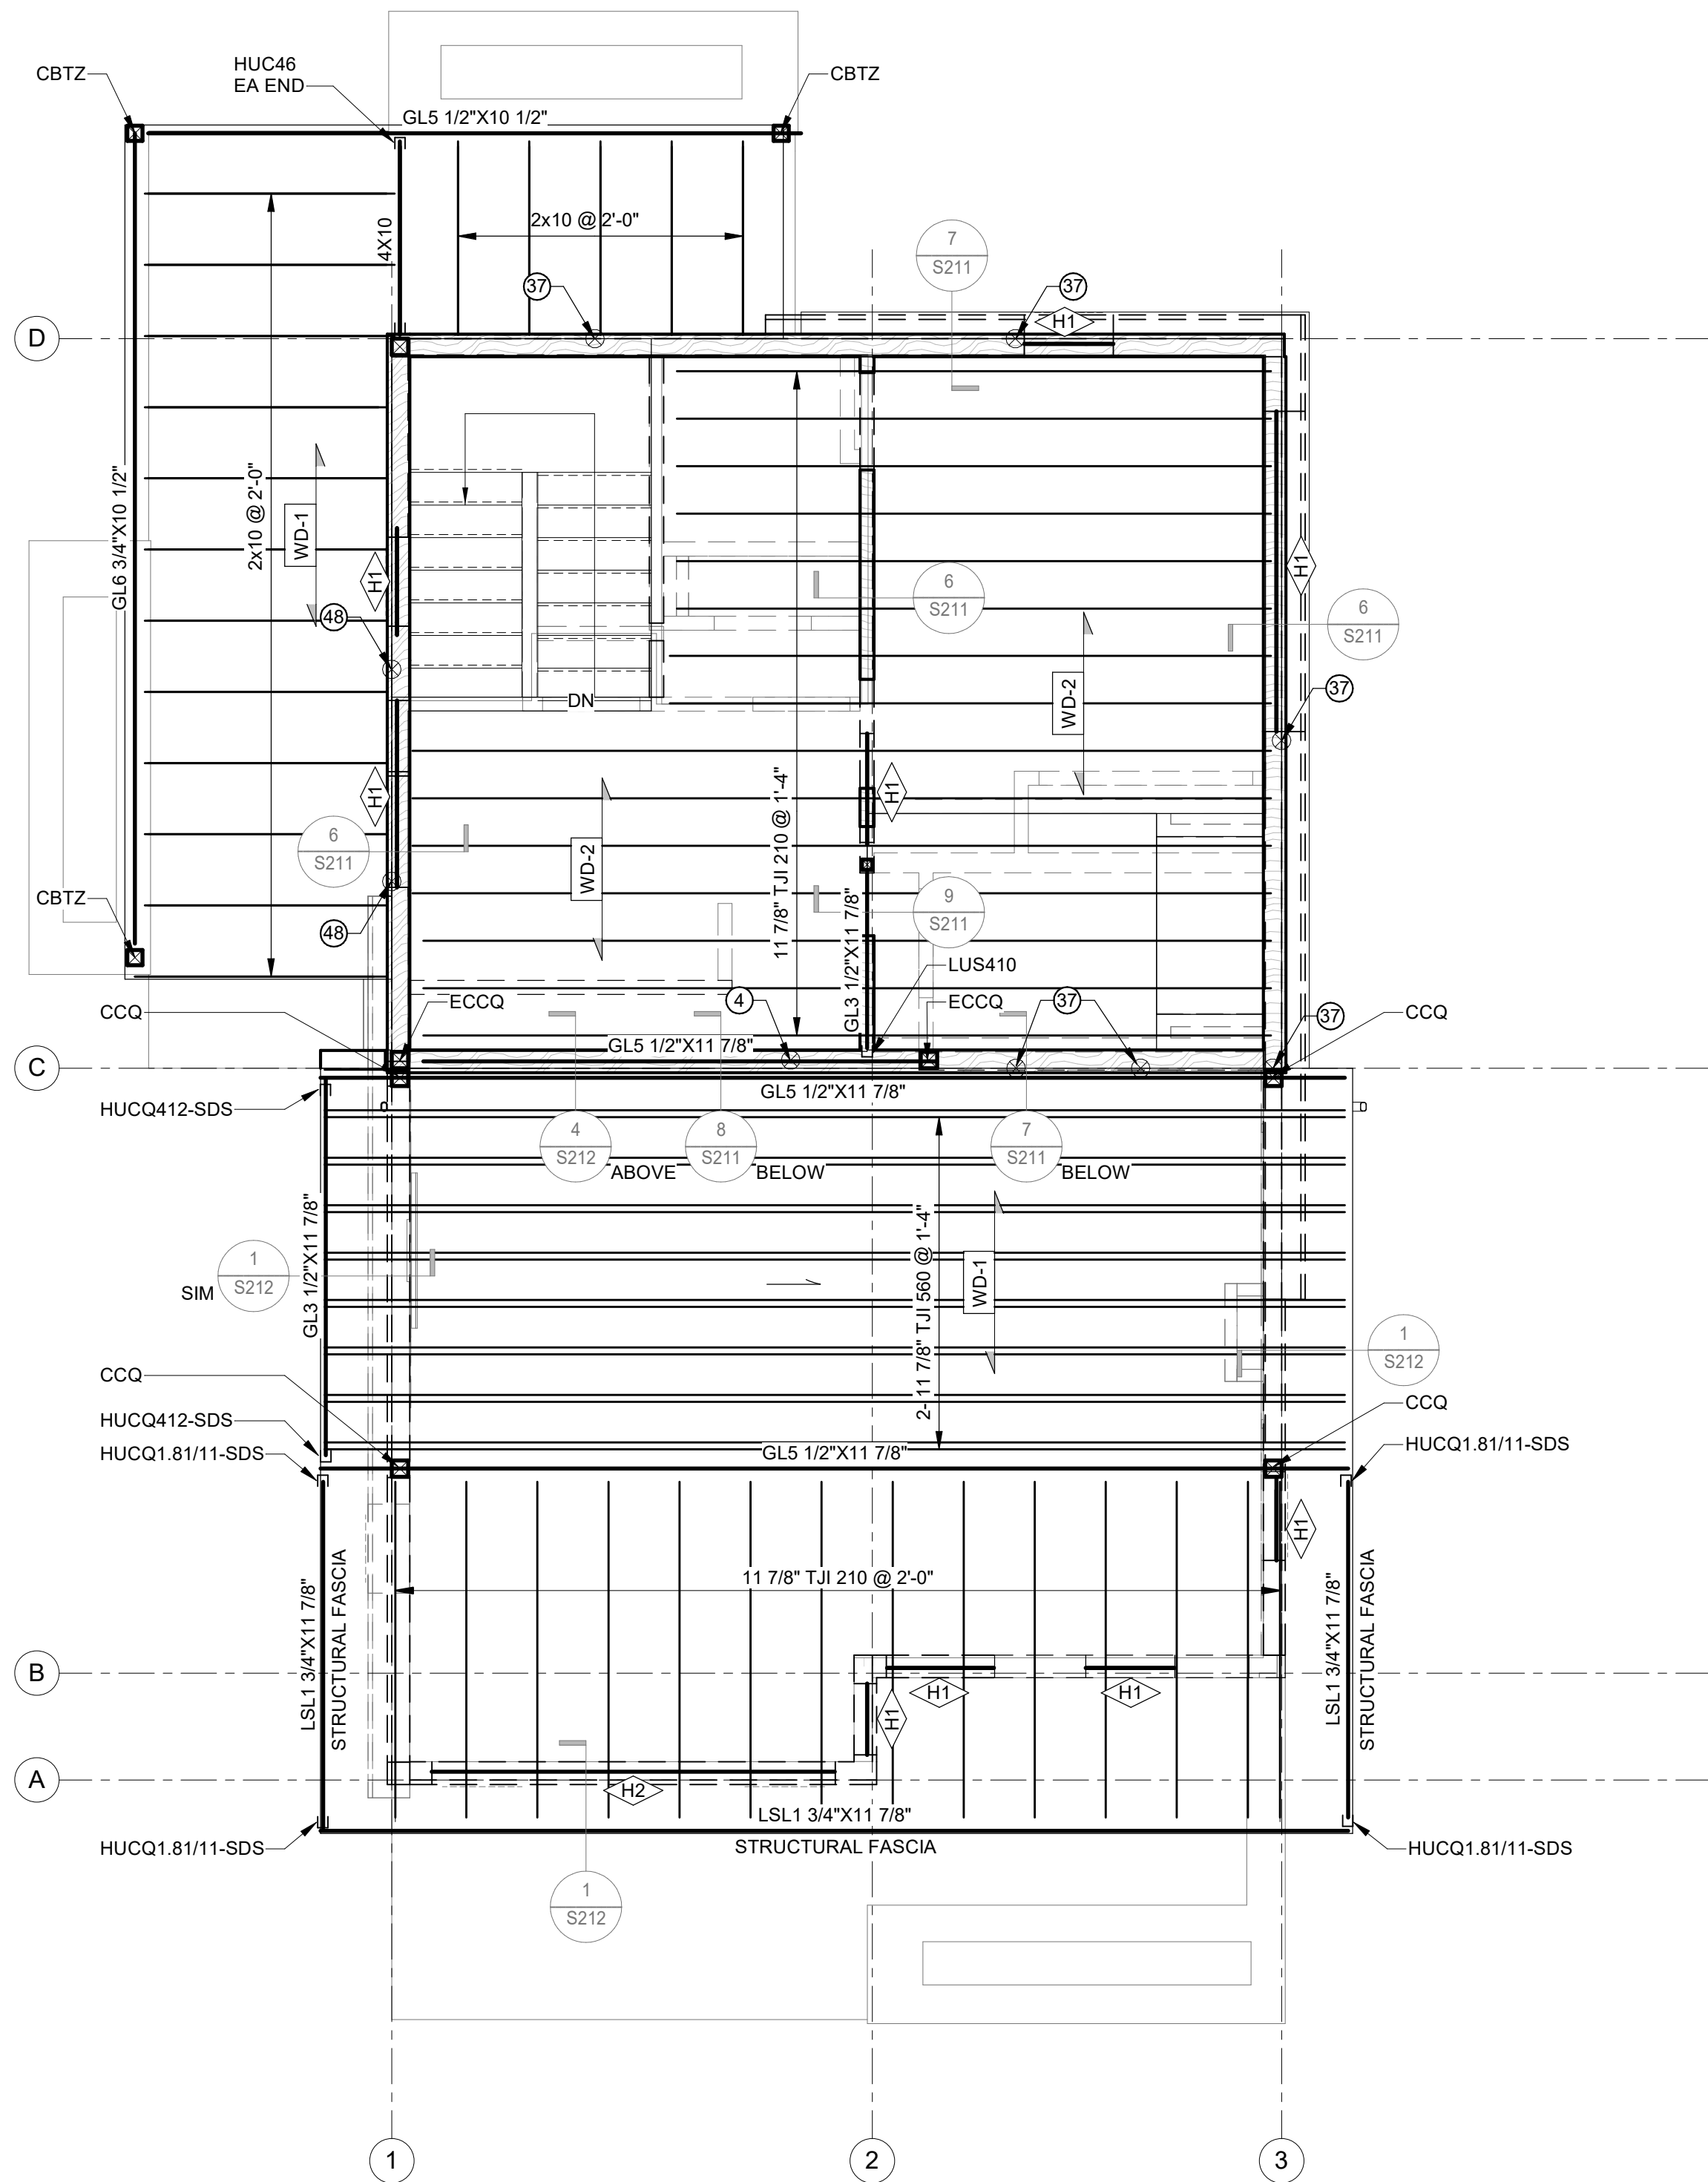 CBTZ
HUC46
EA END
CBTZ
GL5 1/2"X10 1/2"
4X10
2x10 @ 2'-0"
7
S211
37
37
H1
D
GL6 3/4"X10 1/2"
2x10 @ 2'-0"
WD-1
H1
48
6
S211
H1
6
S211
37
WD-2
DN
H1
11 7/8" TJI 210 @ 1'-4"
H1
6
S211
WD-2
CBTZ
48
9
S211
GL3 1/2"X11 7/8"
LUS410
CCQ
ECCQ
4
ECCQ
37
37
CCQ
GL5 1/2"X11 7/8"
C
GL5 1/2"X11 7/8"
HUCQ412-SDS
4
S212
ABOVE
8
S211
BELOW
7
S211
BELOW
GL3 1/2"X11 7/8"
2- 11 7/8" TJI 560 @ 1'-4"
WD-1
1
S212
SIM
1
S212
CCQ
CCQ
HUCQ412-SDS
HUCQ1.81/11-SDS
GL5 1/2"X11 7/8"
HUCQ1.81/11-SDS
H1
11 7/8" TJI 210 @ 2'-0"
LSL1 3/4"X11 7/8"
STRUCTURAL FASCIA
LSL1 3/4"X11 7/8"
STRUCTURAL FASCIA
B
H1
H1
H1
A
H2
LSL1 3/4"X11 7/8"
STRUCTURAL FASCIA
HUCQ1.81/11-SDS
HUCQ1.81/11-SDS
1
S212
1
2
3